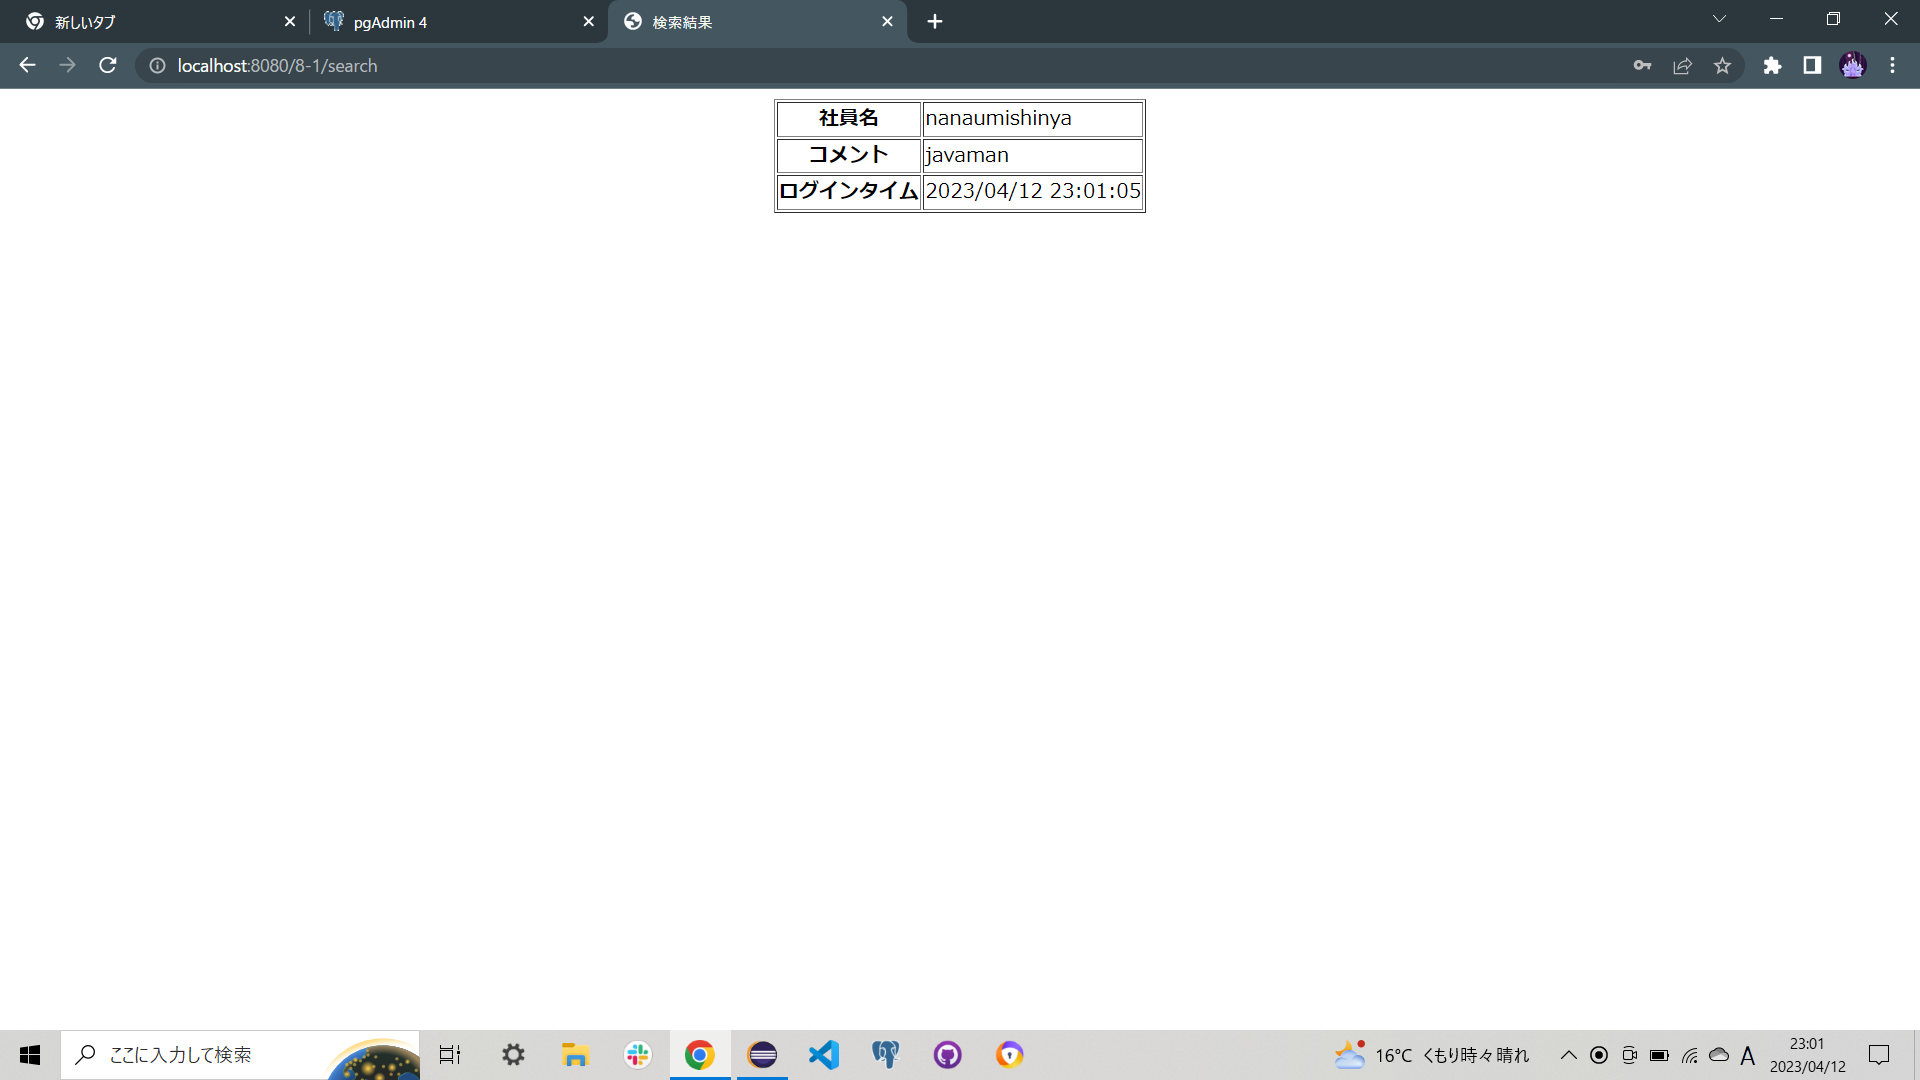 新しいタブ
pgAdmin 4
検索結果
localhost:8080/8-1/search
社員名 nanaumishinya
コメント javaman
ログインタイム 2023/04/12 23:01:05
ここに入力して検索
16°C くもり時々晴れ
A
23:01
2023/04/12